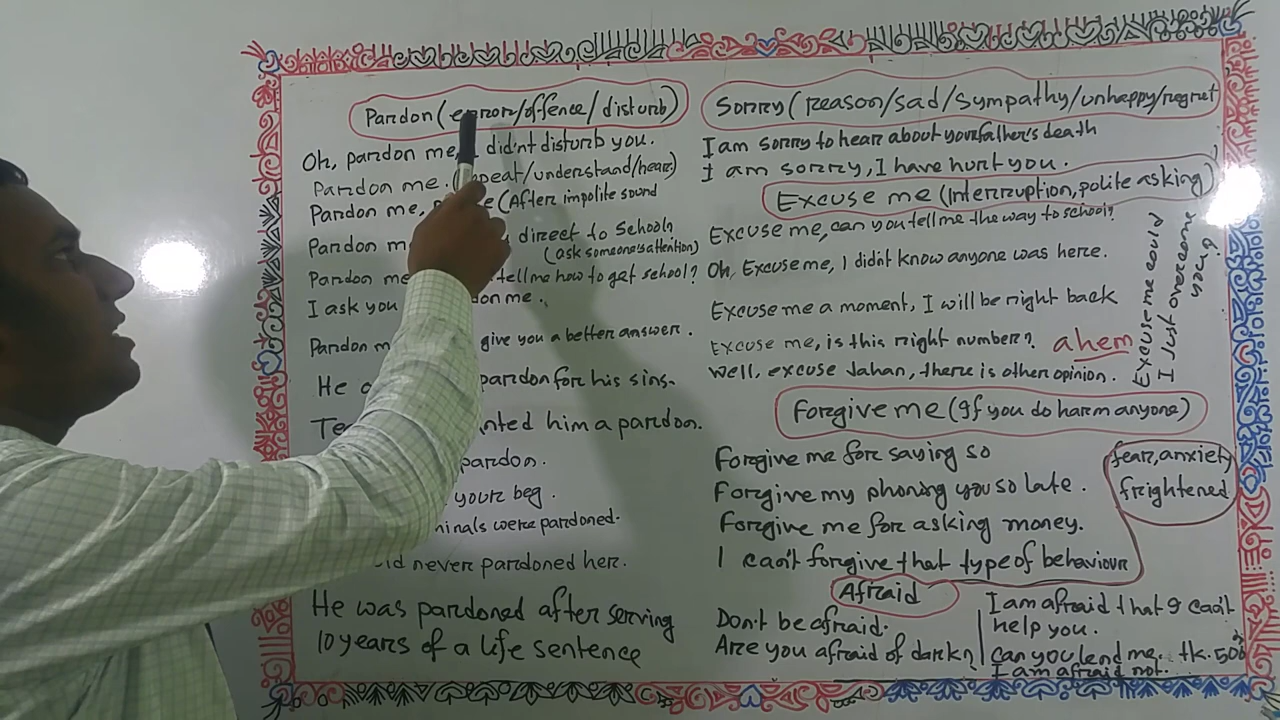 Pardon (error/offence/disturb)
Oh, pardon me, I didn't disturb you.
Pardon me. (repeat/understand/hear)
Pardon me, (After impolite sound
Pardon me direct to School
(ask someone's attention)
Pardon me tell me how to get school?
I ask you pardon me.
Pardon me give you a better answer.
He pardon for his sins.
granted him a pardon.
pardon.
your beg.
criminals were pardoned.
never pardoned her.
He was pardoned after serving
10 years of a life sentence
Sorry (reason/sad/sympathy/unhappy/regret
I am sorry to hear about your father's death
I am sorry, I have hurt you.
Excuse me (Interruption, polite asking)
Excuse me, can you tell me the way to school?
Oh, Excuse me, I didn't know anyone was here.
Excuse me a moment, I will be right back
Excuse me, is this right number? ahem
well, excuse Jahan, there is other opinion.
Excuse me could
I just overcome
you?
Forgive me (If you do harm anyone)
Forgive me for saying so
Forgive my phoning you so late.
Forgive me for asking money.
I can't forgive that type of behaviour
fear, anxiety
frightened
Afraid
Don't be afraid.
Are you afraid of dark?
I am afraid that I can't
help you.
can you lend me tk. 500?
I am afraid not.